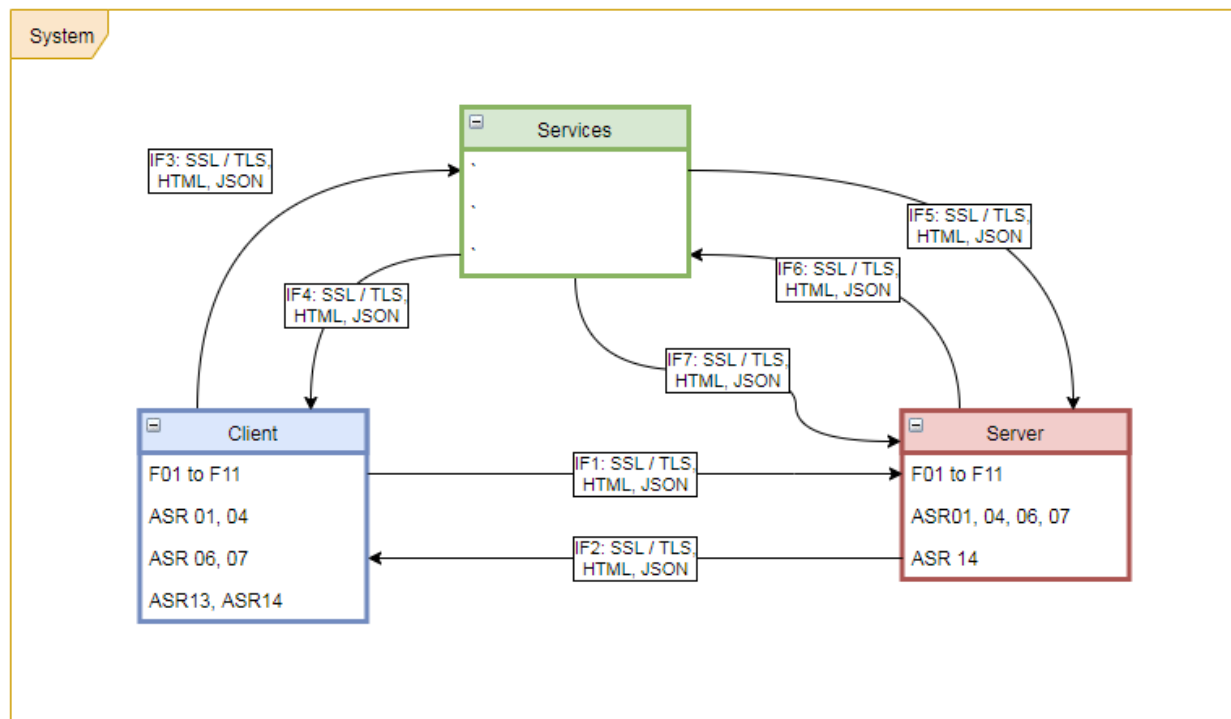 System
Services
`
`
`
IF3: SSL / TLS,
HTML, JSON
IF5: SSL / TLS,
HTML, JSON
IF4: SSL / TLS,
HTML, JSON
IF6: SSL / TLS,
HTML, JSON
IF7: SSL / TLS,
HTML, JSON
Client
F01 to F11
ASR 01, 04
ASR 06, 07
ASR13, ASR14
IF1: SSL / TLS,
HTML, JSON
IF2: SSL / TLS,
HTML, JSON
Server
F01 to F11
ASR01, 04, 06, 07
ASR 14